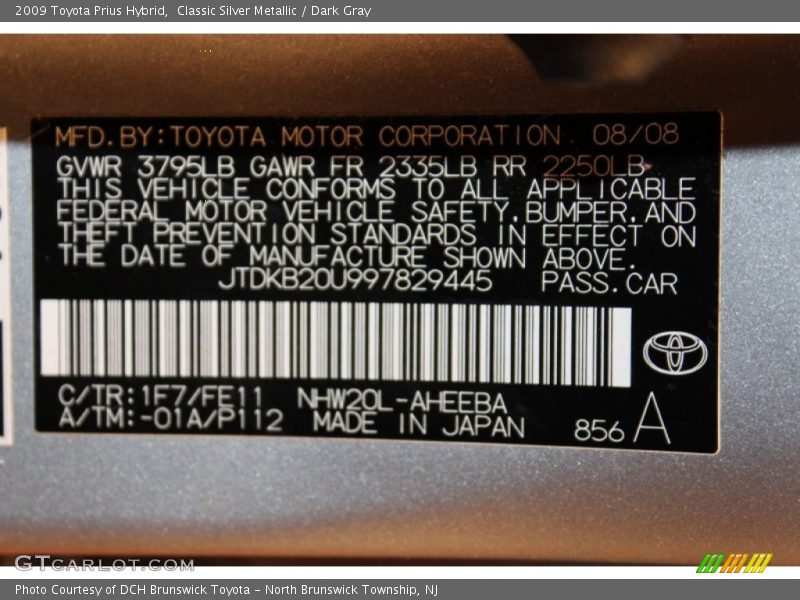 2009 Toyota Prius Hybrid,  Classic Silver Metallic / Dark Gray
MFD.BY:TOYOTA MOTOR CORPORATION 08/08
GVWR 3795LB GAWR FR 2335LB RR 2250LB
THIS VEHICLE CONFORMS TO ALL APPLICABLE
FEDERAL MOTOR VEHICLE SAFETY.BUMPER.AND
THEFT PREVENTION STANDARDS IN EFFECT ON
THE DATE OF MANUFACTURE SHOWN ABOVE.
JTDKB20U997829445 PASS.CAR
C/TR:1F7/FE11 NHW20L-AHEEBA
A/TM:-01A/P112 MADE IN JAPAN 856 A
GTCARLOT.COM
Photo Courtesy of DCH Brunswick Toyota - North Brunswick Township, NJ